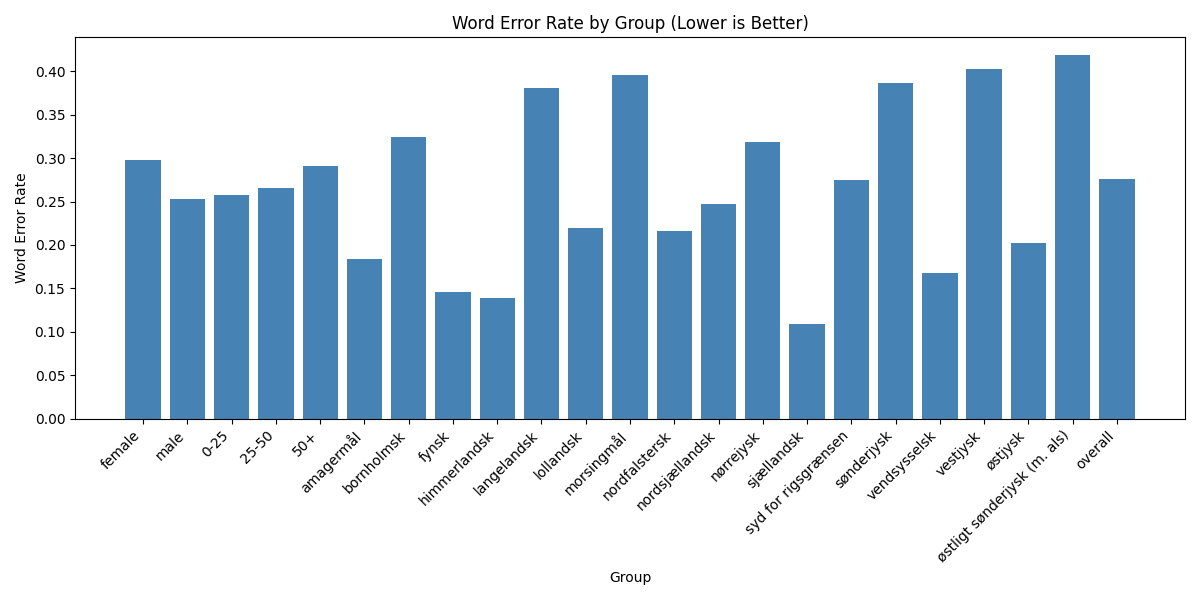 Word Error Rate by Group (Lower is Better)
Word Error Rate
0.40
0.35
0.30
0.25
0.20
0.15
0.10
0.05
0.00
female
male
0-25
25-50
50+
amagermål
bornholmsk
fynsk
himmerlandsk
langelandsk
lollandsk
morsingmål
nordfalstersk
nordsjællandsk
nørrejysk
sjællandsk
syd for rigsgrænsen
sønderjysk
vendsysselsk
vestjysk
østjysk
østligt sønderjysk (m. als)
overall
Group